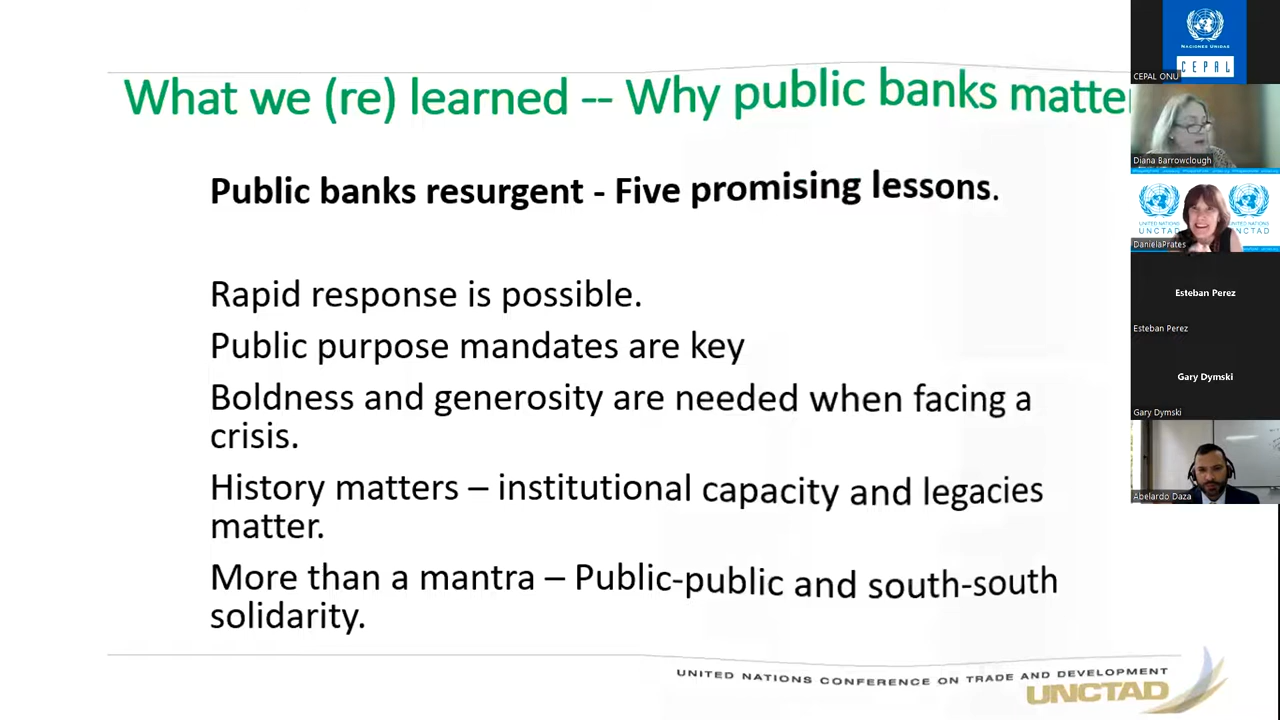 What we (re) learned -- Why public banks matter
Public banks resurgent - Five promising lessons.
Rapid response is possible.
Public purpose mandates are key
Boldness and generosity are needed when facing a
crisis.
History matters – institutional capacity and legacies
matter.
More than a mantra – Public-public and south-south
solidarity.
UNITED NATIONS CONFERENCE ON TRADE AND DEVELOPMENT
UNCTAD
NACIONES UNIDAS
CEPAL
CEPAL ONU
Diana Barrowclough
UNITED NATIONS
UNCTAD
UNITED NATIONS
UNCTAD
DanielaPrates
Esteban Perez
Esteban Perez
Gary Dymski
Gary Dymski
Abelardo Daza